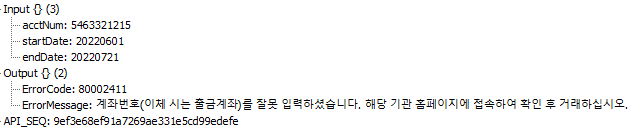 Input {} (3)
acctNum: 5463321215
startDate: 20220601
endDate: 20220721
Output {} (2)
ErrorCode: 80002411
ErrorMessage: 계좌번호(이체 시는 출금계좌)를 잘못 입력하셨습니다. 해당 기관 홈페이지에 접속하여 확인 후 거래하십시오.
API_SEQ: 9ef3e68ef91a7269ae331e5cd99edefe